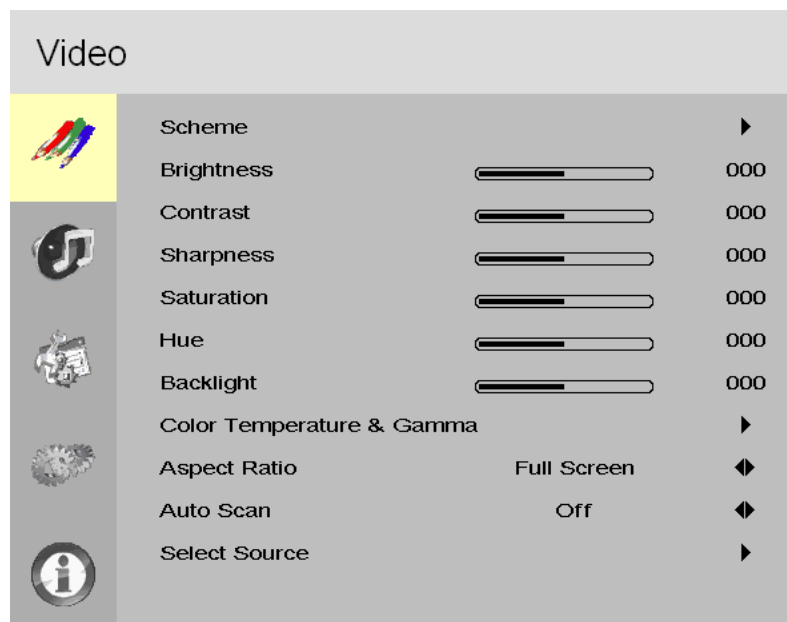 Video
Scheme
Brightness 000
Contrast 000
Sharpness 000
Saturation 000
Hue 000
Backlight 000
Color Temperature & Gamma
Aspect Ratio Full Screen
Auto Scan Off
Select Source